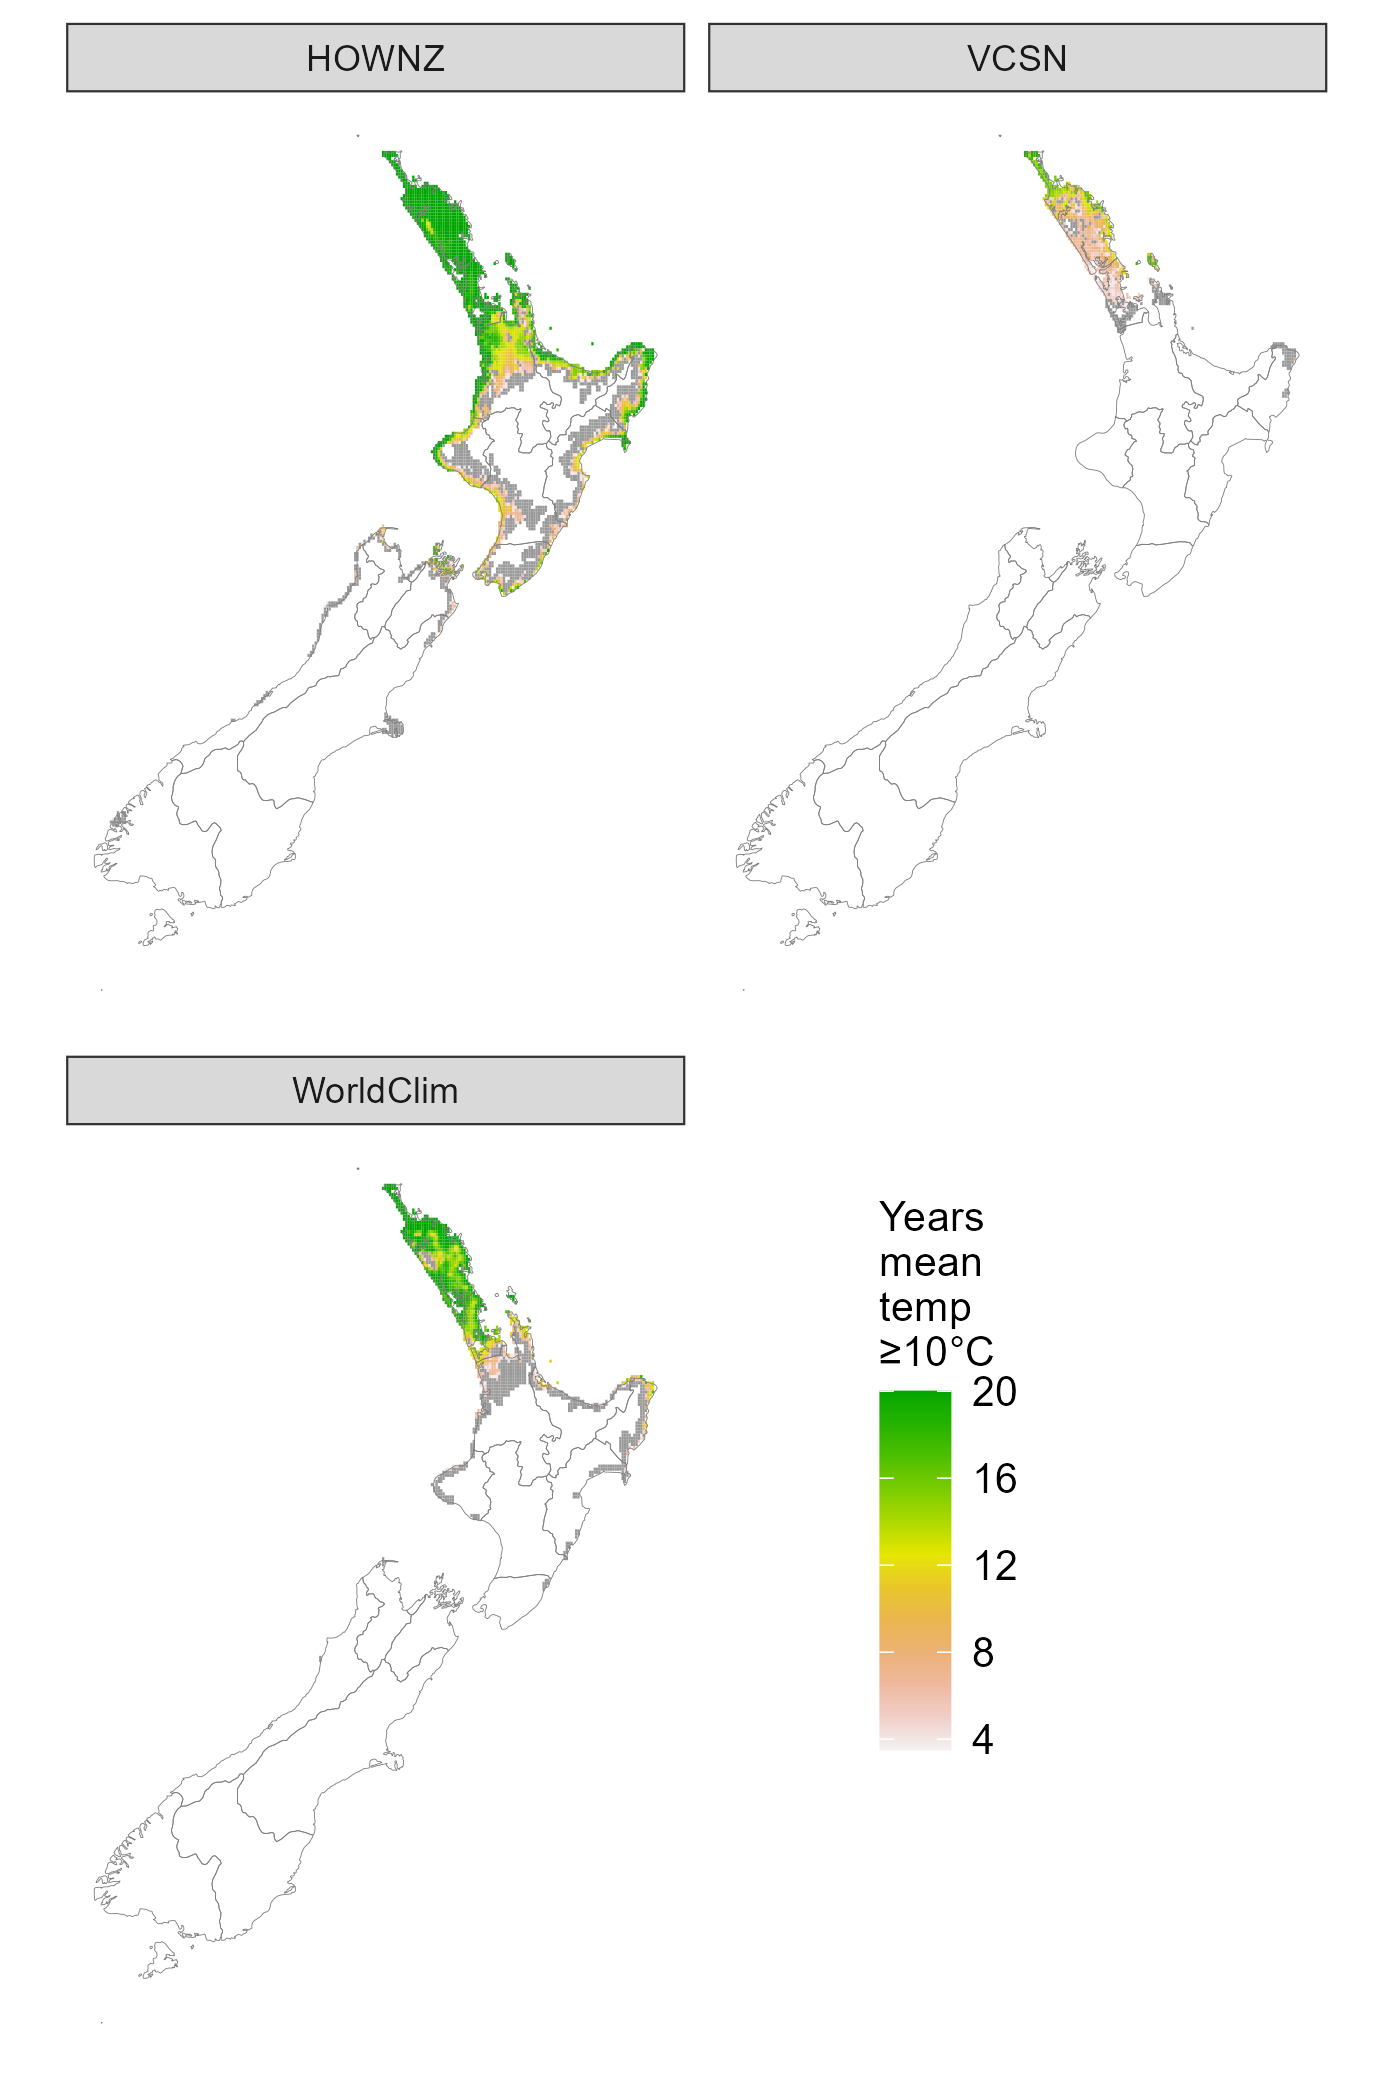 HOWNZ
VCSN
WorldClim
Years
mean
temp
≥10°C
20
16
12
8
4